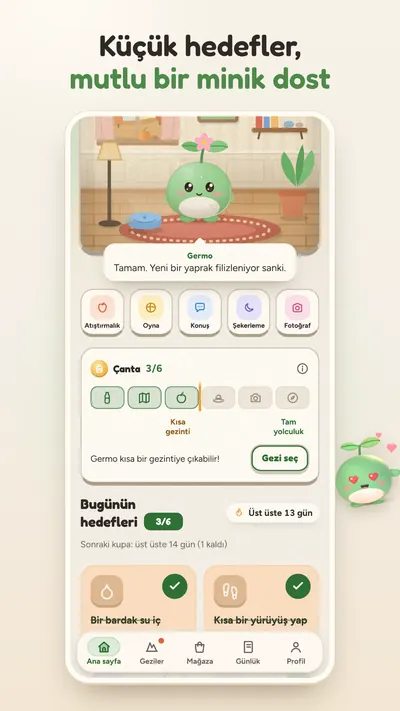 Küçük hedefler,
mutlu bir minik dost
Germo
Tamam. Yeni bir yaprak filizleniyor sanki.
Atıştırmalık
Oyna
Konuş
Şekerleme
Fotoğraf
Çanta 3/6
Kısa
gezinti
Tam
yolculuk
Germo kısa bir gezintiye çıkabilir!
Gezi seç
Bugünün
hedefleri 3/6
Üst üste 13 gün
Sonraki kupa: üst üste 14 gün (1 kaldı)
Bir bardak su iç
Kısa bir yürüyüş yap
Ana sayfa
Geziler
Mağaza
Günlük
Profil